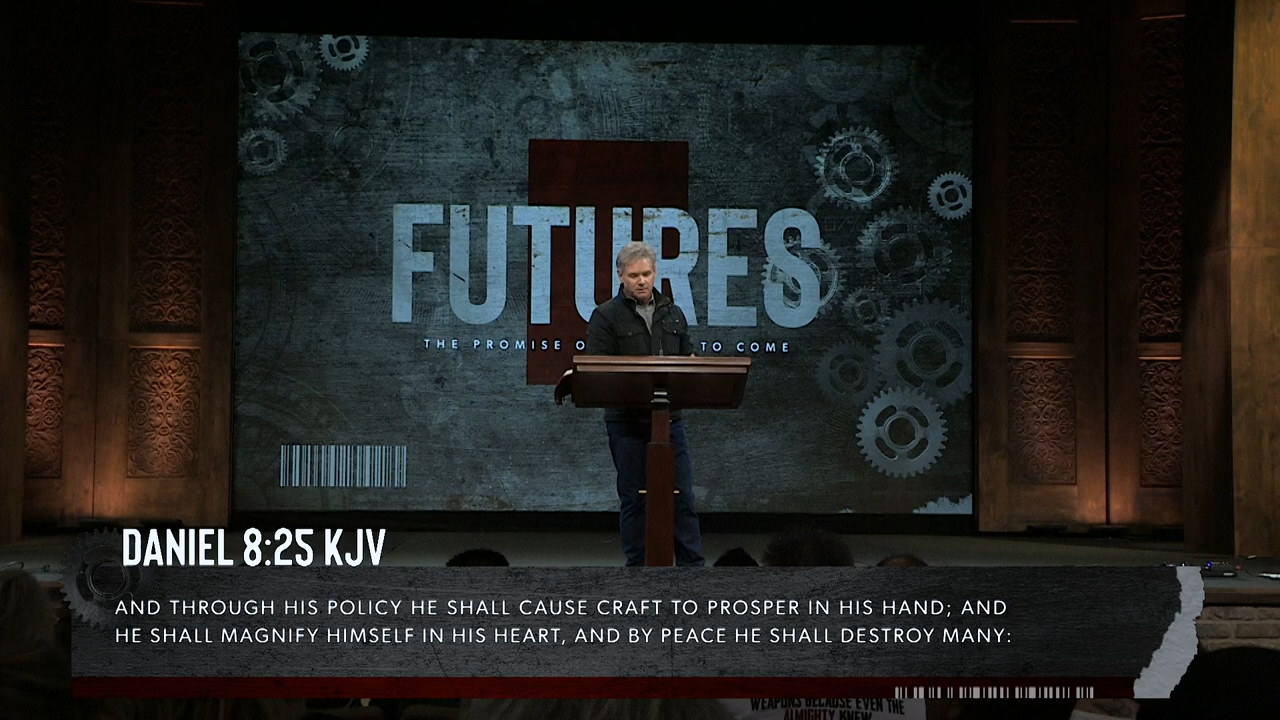 FUTURES
THE PROMISE O TO COME
DANIEL 8:25 KJV
AND THROUGH HIS POLICY HE SHALL CAUSE CRAFT TO PROSPER IN HIS HAND; AND
HE SHALL MAGNIFY HIMSELF IN HIS HEART, AND BY PEACE HE SHALL DESTROY MANY:
WEAPONS BECAUSE EVEN THE
ALMIGHTY KNEW